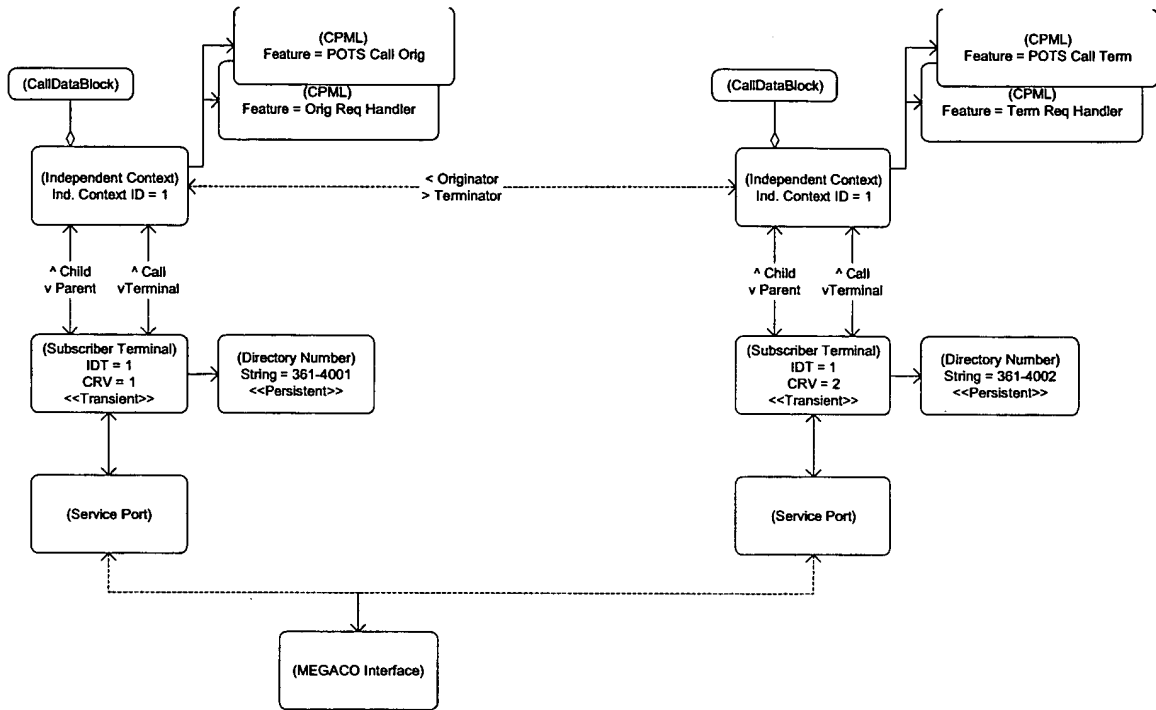 (CPML)
Feature = POTS Call Orig
(CPML)
Feature = Orig Req Handler
(CallDataBlock)
(Independent Context)
Ind. Context ID = 1
^ Child
v Parent
^ Call
vTerminal
(Subscriber Terminal)
IDT = 1
CRV = 1
<<Transient>>
(Directory Number)
String = 361-4001
<<Persistent>>
(Service Port)
< Originator
> Terminator
(CPML)
Feature = POTS Call Term
(CPML)
Feature = Term Req Handler
(CallDataBlock)
(Independent Context)
Ind. Context ID = 1
^ Child
v Parent
^ Call
vTerminal
(Subscriber Terminal)
IDT = 1
CRV = 2
<<Transient>>
(Directory Number)
String = 361-4002
<<Persistent>>
(Service Port)
(MEGACO Interface)